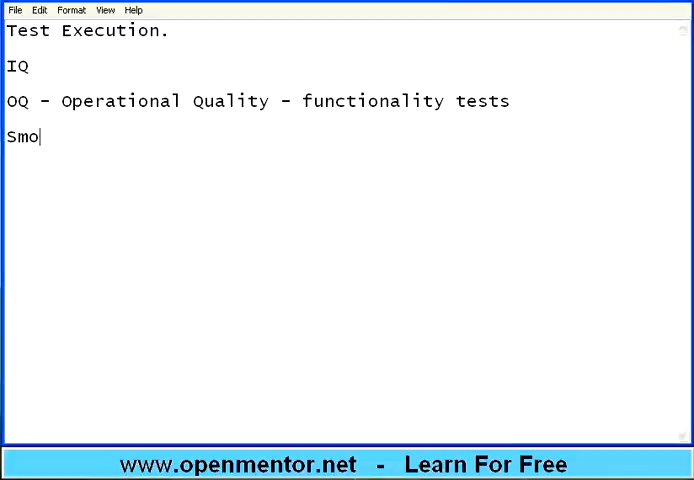 File Edit Format View Help
Test Execution.
IQ
OQ - Operational Quality - functionality tests
Smo
www.openmentor.net - Learn For Free